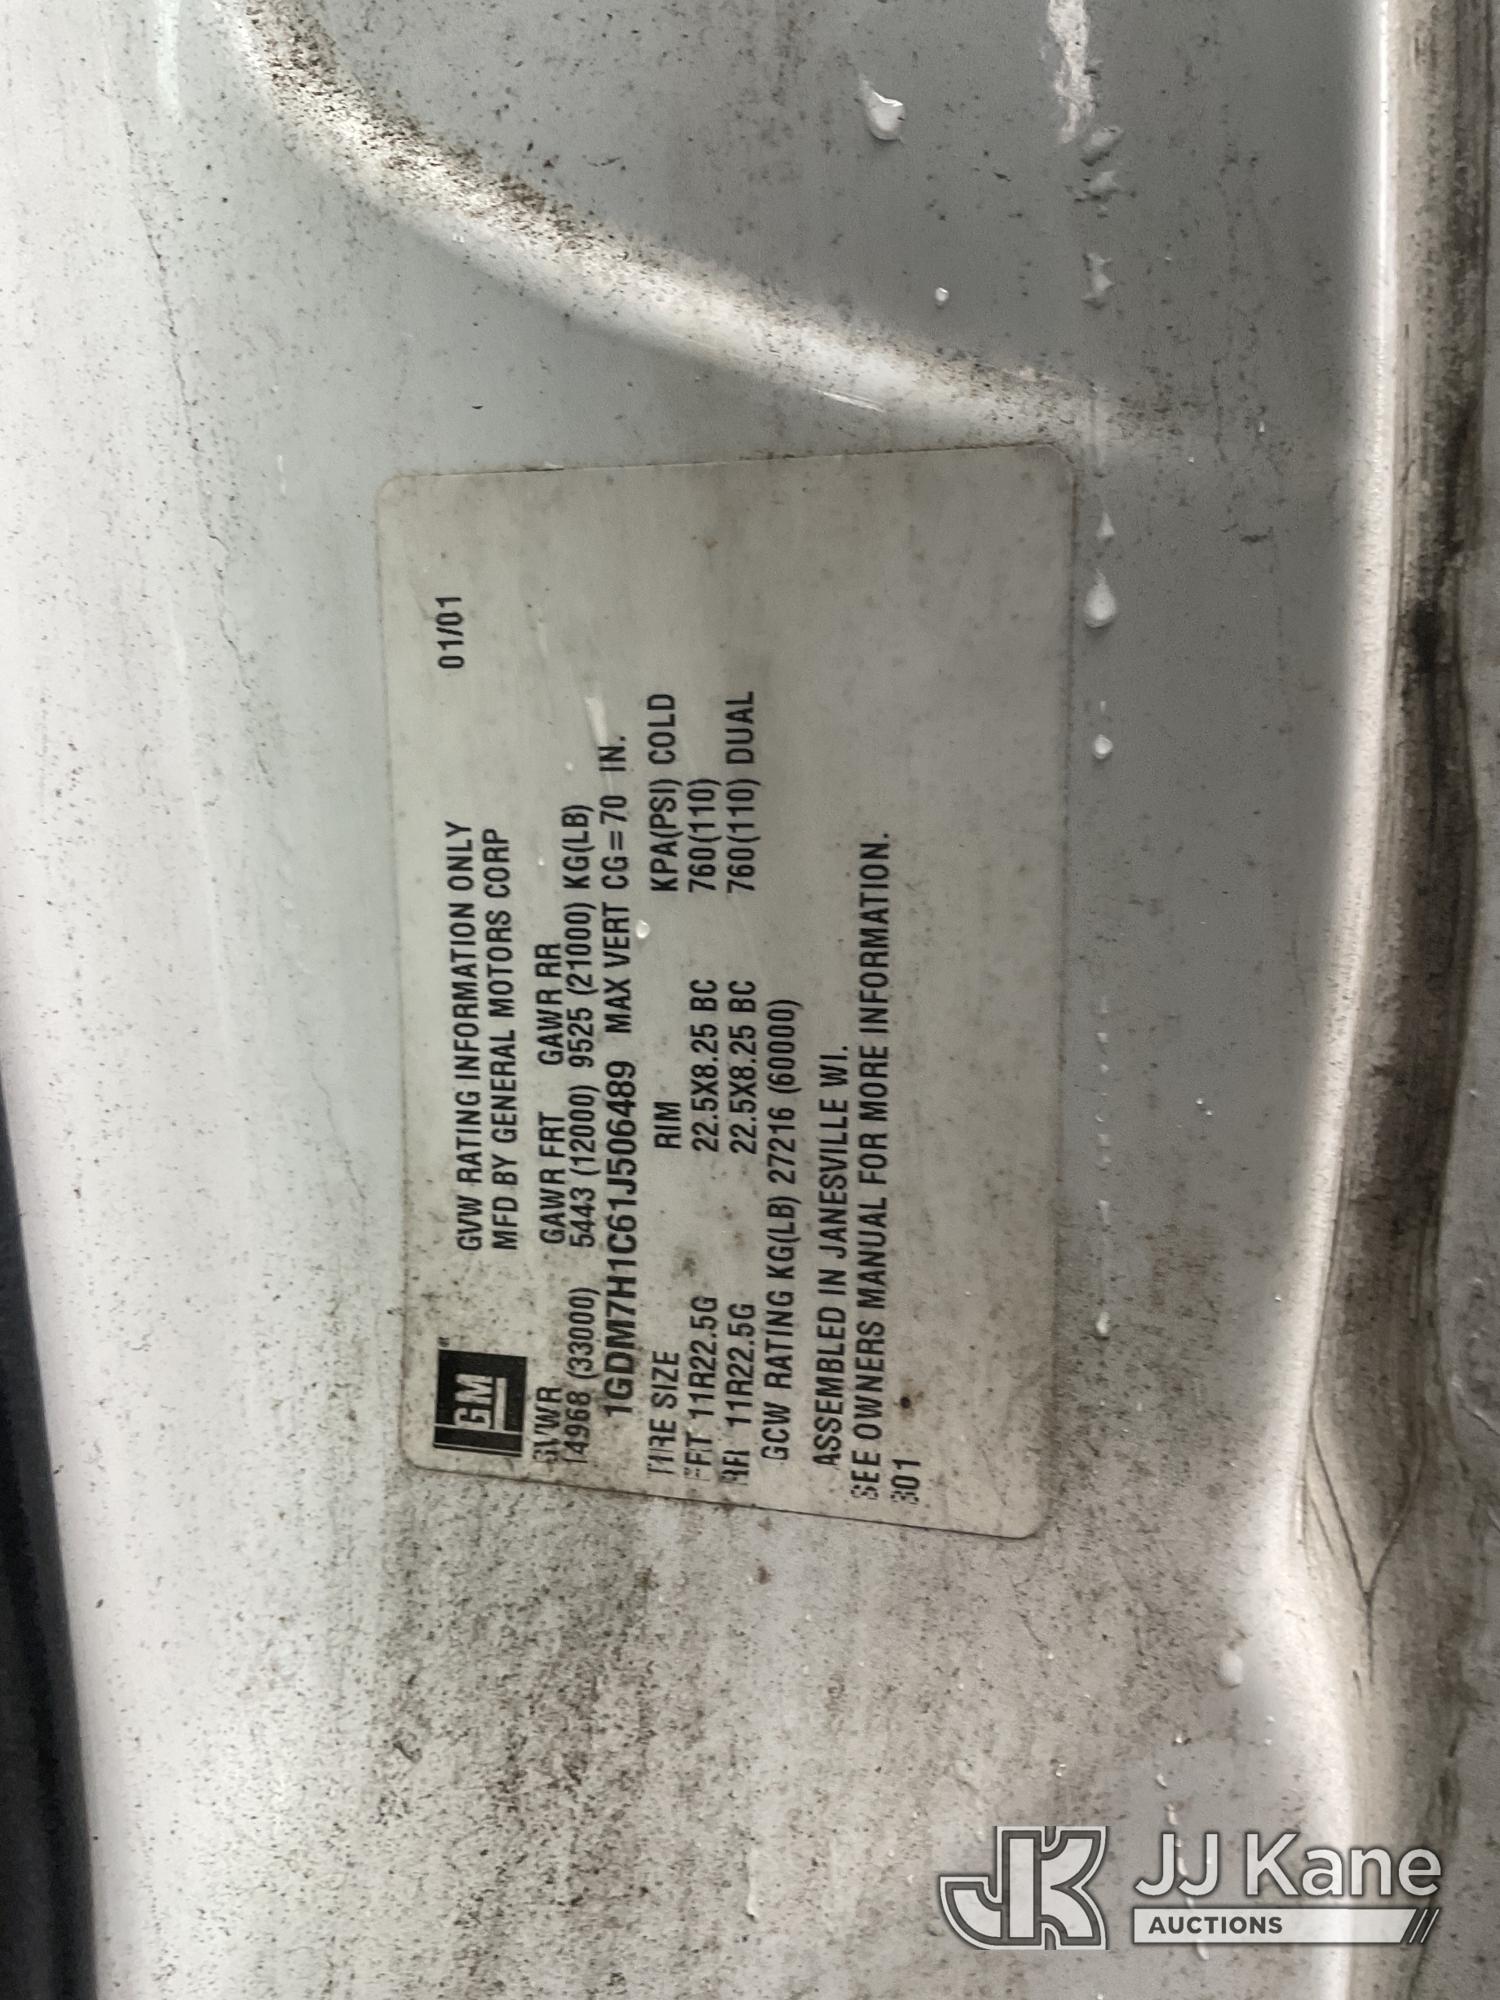 GM
GVW RATING INFORMATION ONLY 01/01
MFD BY GENERAL MOTORS CORP
GVWR GAWR FRT GAWR RR
14968 (33000) 5443 (12000) 9525 (21000) KG(LB)
1GDM7H1C61J506489 MAX VERT CG=70 IN.
TIRE SIZE RIM KPA(PSI) COLD
FRT 11R22.5G 22.5X8.25 BC 760(110)
RR 11R22.5G 22.5X8.25 BC 760(110) DUAL
GCW RATING KG(LB) 27216 (60000)
ASSEMBLED IN JANESVILLE WI.
SEE OWNERS MANUAL FOR MORE INFORMATION.
301
JK JJ Kane
AUCTIONS